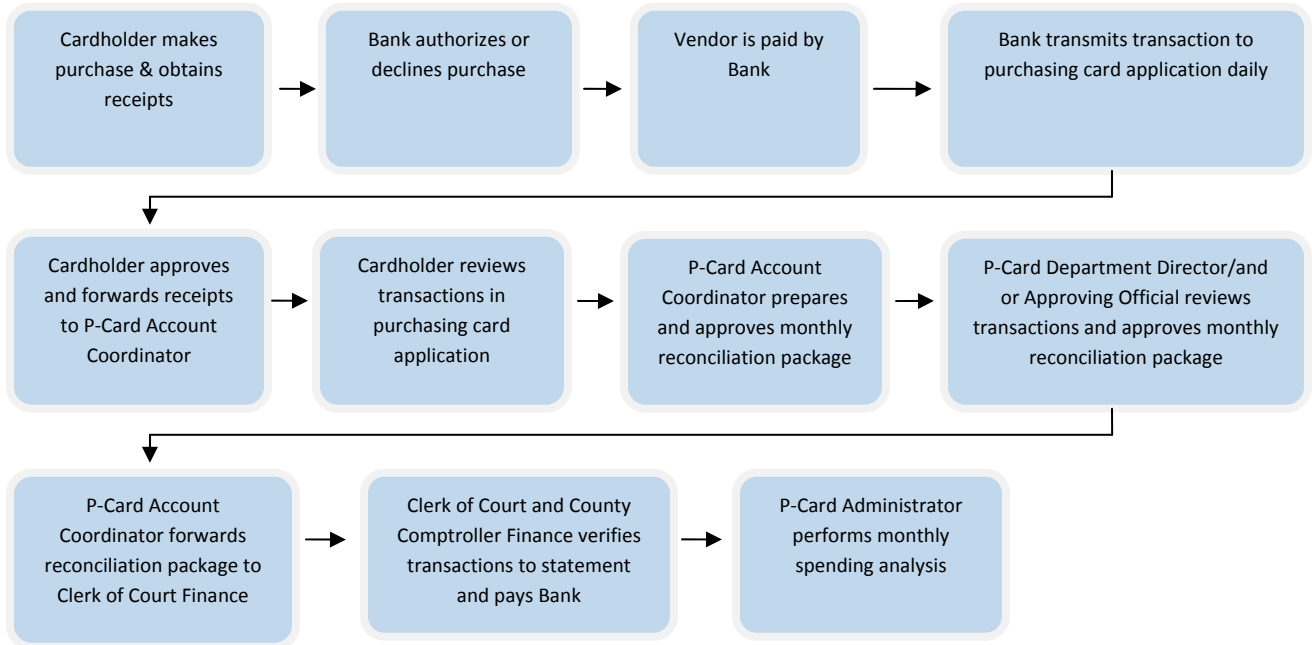 Cardholder makes
purchase & obtains
receipts
Bank authorizes or
declines purchase
Vendor is paid by
Bank
Bank transmits transaction to
purchasing card application daily
Cardholder approves
and forwards receipts
to P-Card Account
Coordinator
Cardholder reviews
transactions in
purchasing card
application
P-Card Account
Coordinator prepares
and approves monthly
reconciliation package
P-Card Department Director/and
or Approving Official reviews
transactions and approves monthly
reconciliation package
P-Card Account
Coordinator forwards
reconciliation package to
Clerk of Court Finance
Clerk of Court and County
Comptroller Finance verifies
transactions to statement
and pays Bank
P-Card Administrator
performs monthly
spending analysis